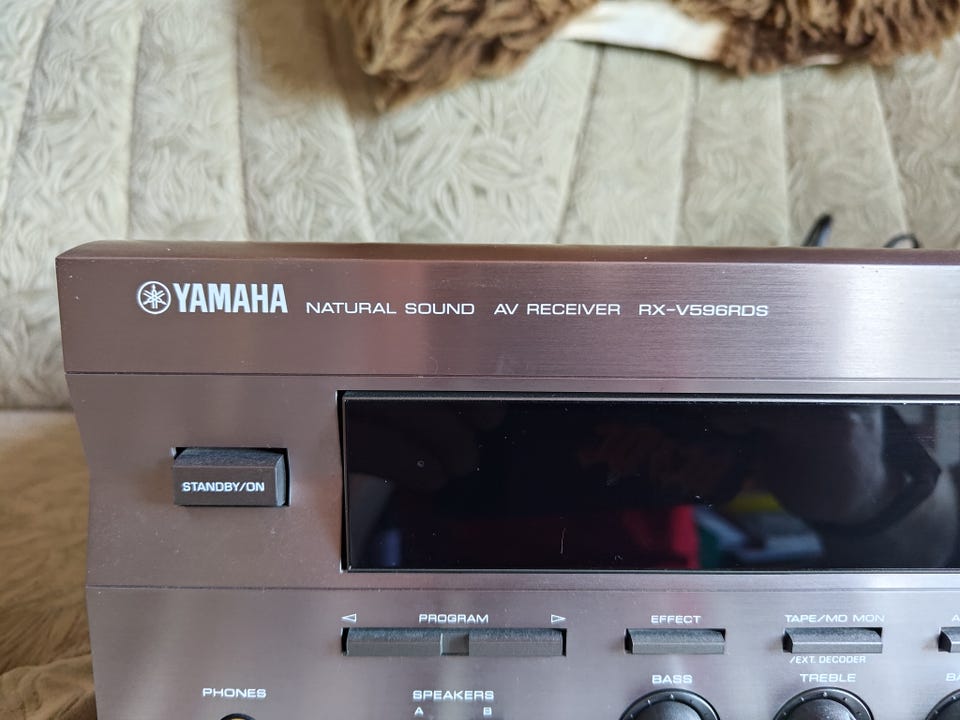 YAMAHA NATURAL SOUND AV RECEIVER RX-V596RDS
STANDBY/ON
PROGRAM EFFECT TAPE/MD MON
/EXT. DECODER
PHONES SPEAKERS BASS TREBLE
A B